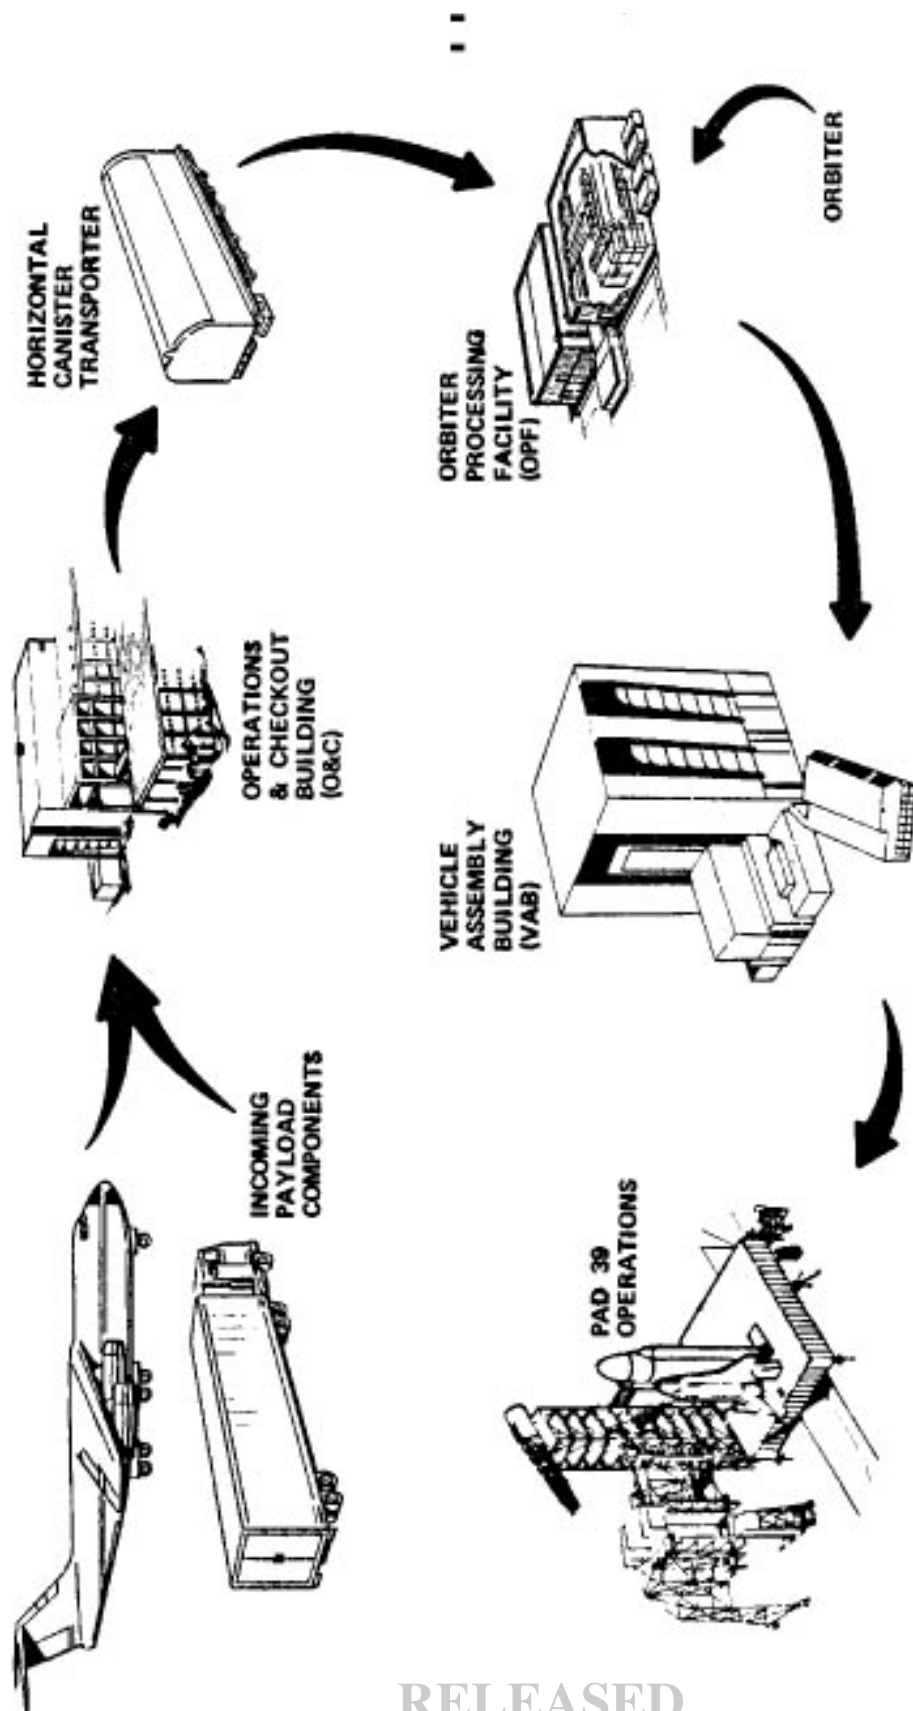 INCOMING
PAYLOAD
COMPONENTS
OPERATIONS
& CHECKOUT
BUILDING
(O&C)
HORIZONTAL
CANISTER
TRANSPORTER
PAD 39
OPERATIONS
VEHICLE
ASSEMBLY
BUILDING
(VAB)
ORBITER
PROCESSING
FACILITY
(OPF)
ORBITER
RELEASED